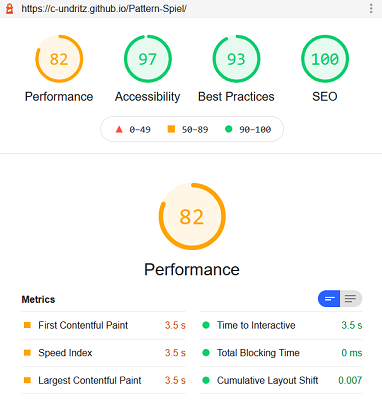 https://c-undritz.github.io/Pattern-Spiel/
82 97 93 100
Performance Accessibility Best Practices SEO
0-49 50-89 90-100
82
Performance
Metrics
First Contentful Paint 3.5 s Time to Interactive 3.5 s
Speed Index 3.5 s Total Blocking Time 0 ms
Largest Contentful Paint 3.5 s Cumulative Layout Shift 0.007